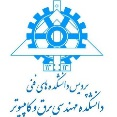 پردیس دانشکده‌های فنی
دانشکده مهندسی برق و کامپیوتر